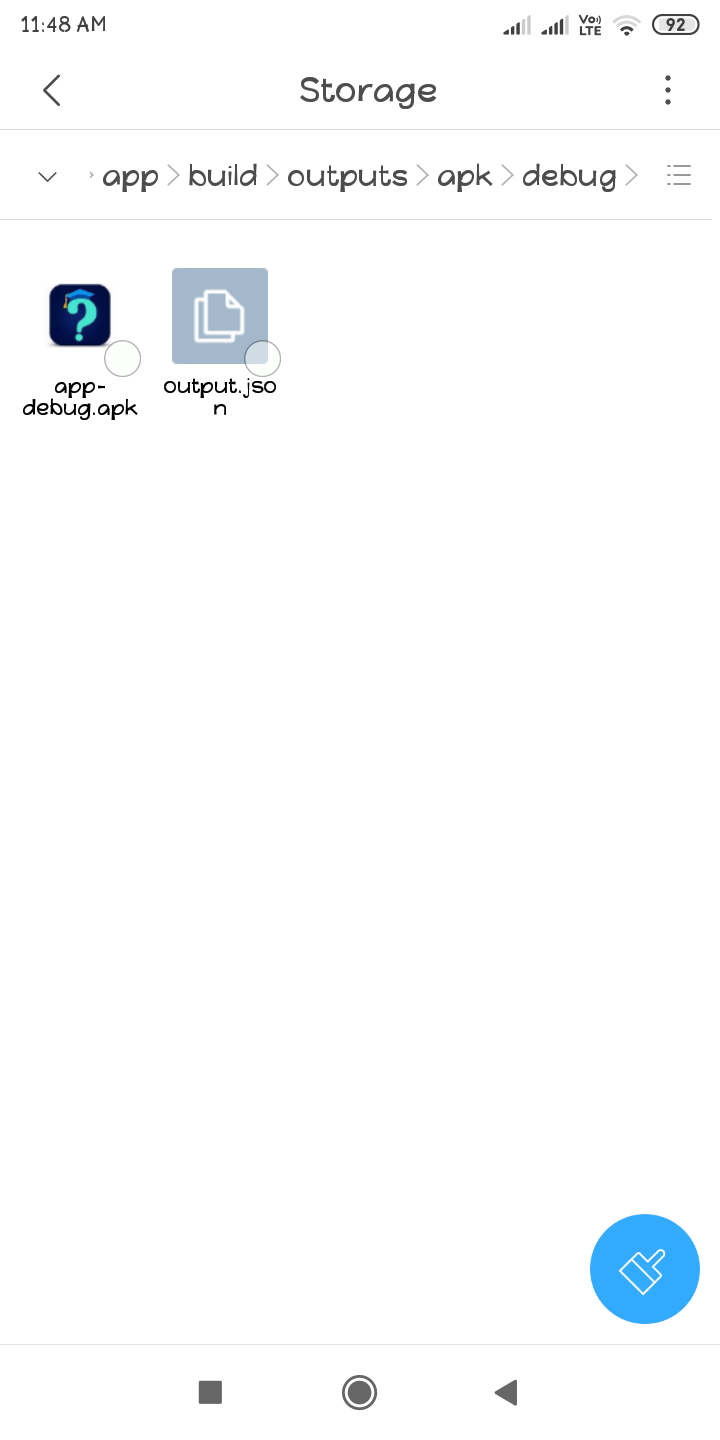 11:48 AM
Vo)) LTE
92
Storage
app > build > outputs > apk > debug >
app-
debug.apk
output.jso
n